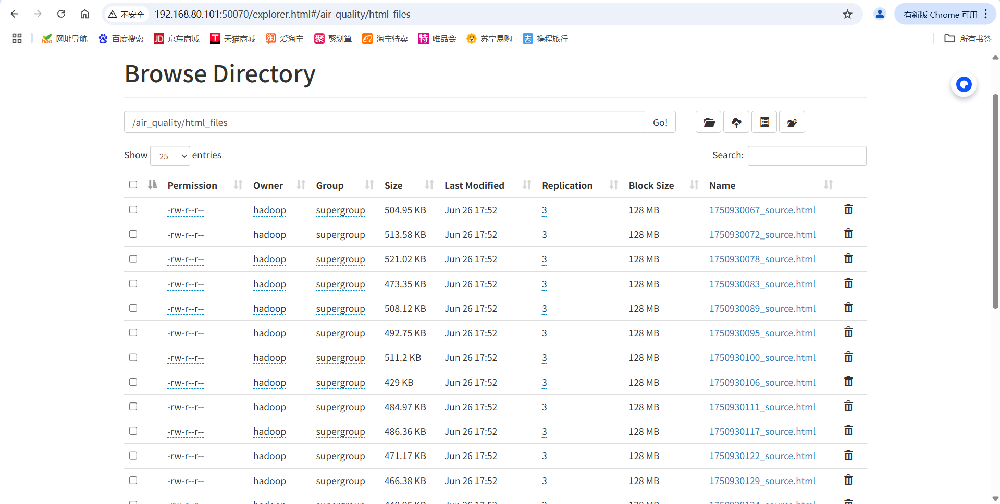 不安全 192.168.80.101:50070/explorer.html#/air_quality/html_files 有新版 Chrome 可用
hao 网址导航 百度搜索 JD 京东商城 T 天猫商城 淘 爱淘宝 聚 聚划算 淘宝特卖 特 唯品会 苏宁易购 去 携程旅行 所有书签
Browse Directory
/air_quality/html_files Go!
Show 25 entries Search:
Permission Owner Group Size Last Modified Replication Block Size Name
-rw-r--r-- hadoop supergroup 504.95 KB Jun 26 17:52 3 128 MB 1750930067_source.html
-rw-r--r-- hadoop supergroup 513.58 KB Jun 26 17:52 3 128 MB 1750930072_source.html
-rw-r--r-- hadoop supergroup 521.02 KB Jun 26 17:52 3 128 MB 1750930078_source.html
-rw-r--r-- hadoop supergroup 473.35 KB Jun 26 17:52 3 128 MB 1750930083_source.html
-rw-r--r-- hadoop supergroup 508.12 KB Jun 26 17:52 3 128 MB 1750930089_source.html
-rw-r--r-- hadoop supergroup 492.75 KB Jun 26 17:52 3 128 MB 1750930095_source.html
-rw-r--r-- hadoop supergroup 511.2 KB Jun 26 17:52 3 128 MB 1750930100_source.html
-rw-r--r-- hadoop supergroup 429 KB Jun 26 17:52 3 128 MB 1750930106_source.html
-rw-r--r-- hadoop supergroup 484.97 KB Jun 26 17:52 3 128 MB 1750930111_source.html
-rw-r--r-- hadoop supergroup 486.36 KB Jun 26 17:52 3 128 MB 1750930117_source.html
-rw-r--r-- hadoop supergroup 471.17 KB Jun 26 17:52 3 128 MB 1750930122_source.html
-rw-r--r-- hadoop supergroup 466.38 KB Jun 26 17:52 3 128 MB 1750930129_source.html